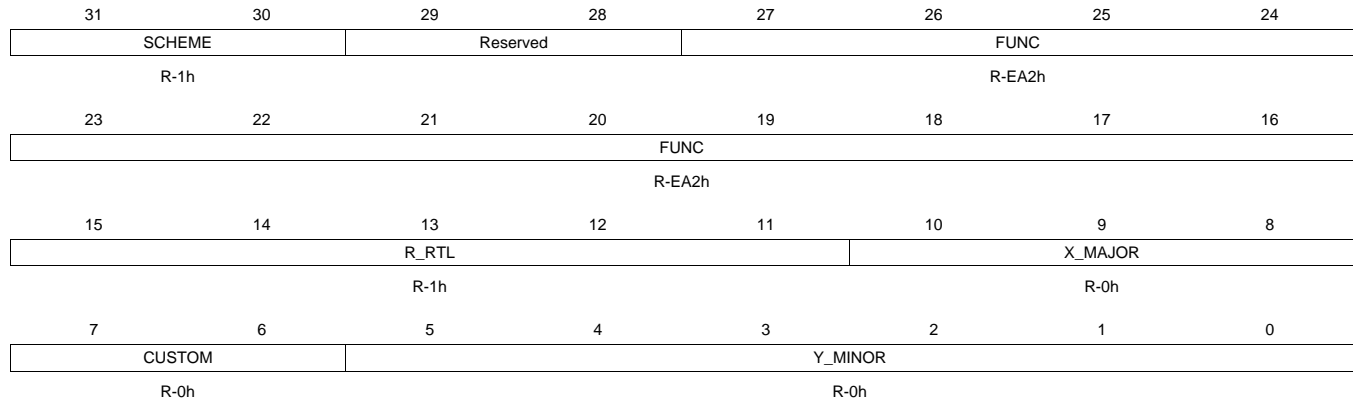 31 30 29 28 27 26 25 24
SCHEME Reserved FUNC
R-1h R-EA2h
23 22 21 20 19 18 17 16
FUNC
R-EA2h
15 14 13 12 11 10 9 8
R_RTL X_MAJOR
R-1h R-0h
7 6 5 4 3 2 1 0
CUSTOM Y_MINOR
R-0h R-0h